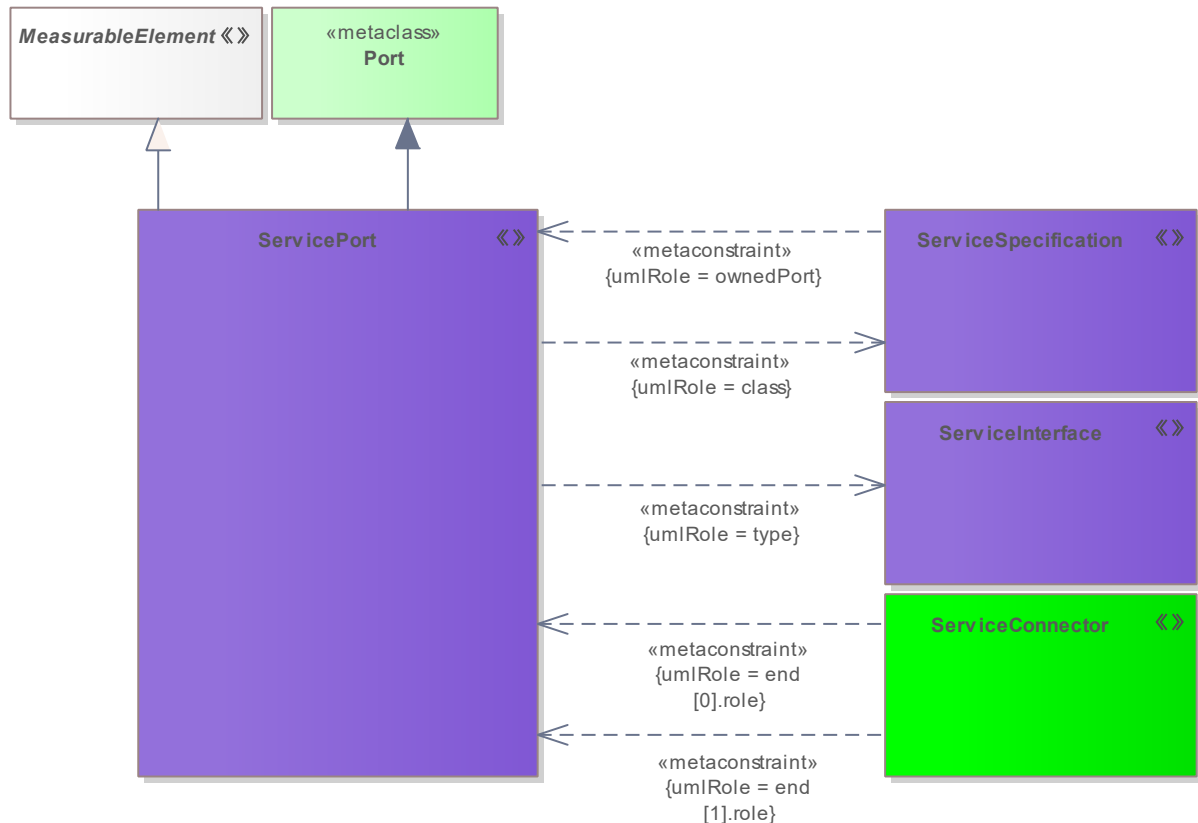 MeasurableElement «»
«metaclass»
Port
ServicePort «»
«metaconstraint»
{umlRole = ownedPort}
ServiceSpecification «»
«metaconstraint»
{umlRole = class}
ServiceInterface «»
«metaconstraint»
{umlRole = type}
ServiceConnector «»
«metaconstraint»
{umlRole = end
[0].role}
«metaconstraint»
{umlRole = end
[1].role}